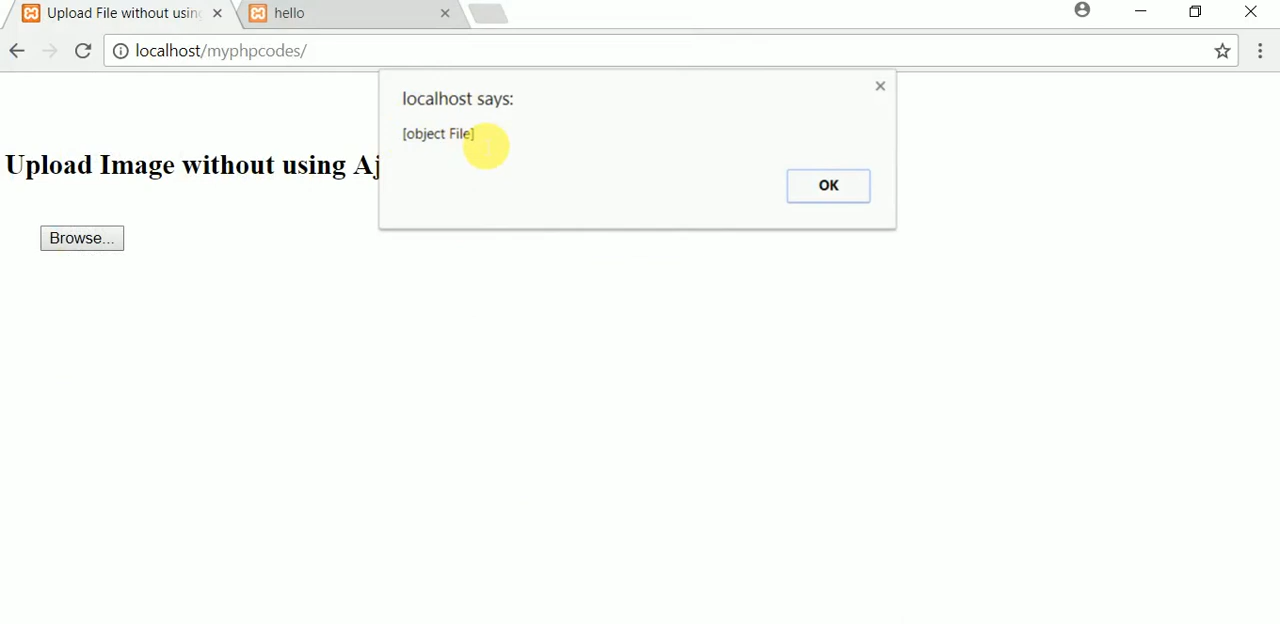 Upload File without usin
hello
localhost/myphpcodes/
localhost says:
[object File]
OK
Upload Image without using Aj
Browse...